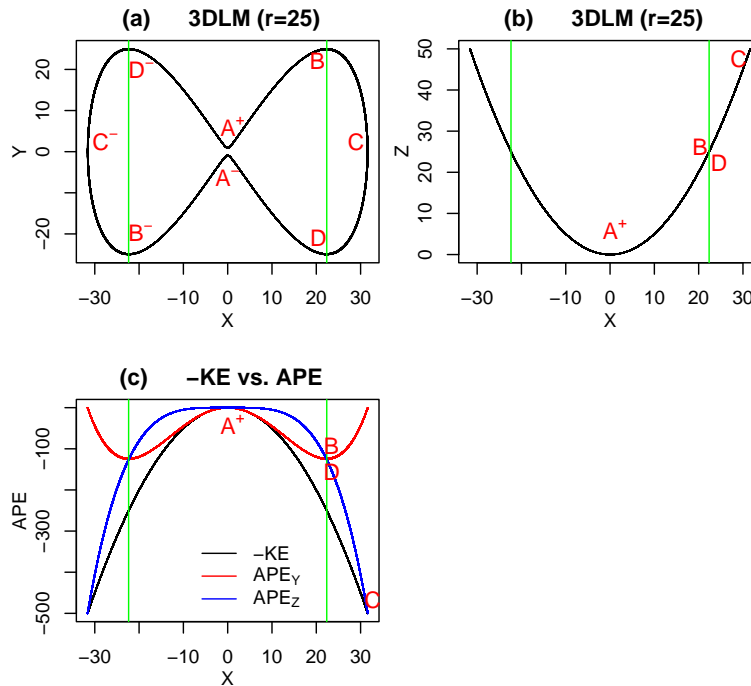 (a) 3DLM (r=25)
Y
20
10
0
−20
D⁻
B
A⁺
C⁻
C
A⁻
B⁻
D
−30
−10
0
10
20
30
X
(b) 3DLM (r=25)
Z
50
40
30
20
10
0
C
B
D
A⁺
−30
−10
0
10
20
30
X
(c) −KE vs. APE
APE
−100
−300
−500
A⁺
B
D
C
−KE
APE_Y
APE_Z
−30
−10
0
10
20
30
X